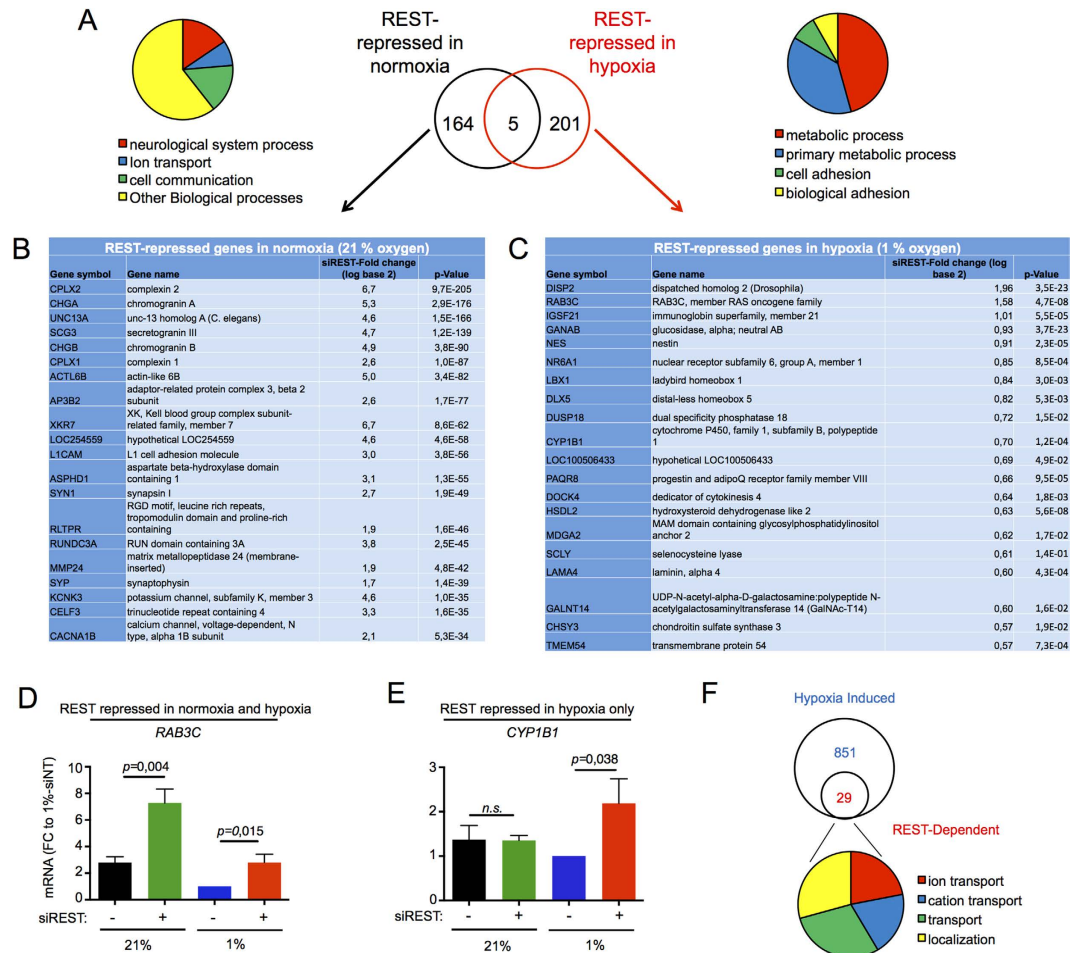 A
REST-
repressed in
normoxia
REST-
repressed in
hypoxia
164
5
201
neurological system process
Ion transport
cell communication
Other Biological processes
metabolic process
primary metabolic process
cell adhesion
biological adhesion
B
REST-repressed genes in normoxia (21 % oxygen)
Gene symbol Gene name siREST-Fold change (log base 2) p-Value
CPLX2 complexin 2 6,7 9,7E-205
CHGA chromogranin A 5,3 2,9E-176
UNC13A unc-13 homolog A (C. elegans) 4,6 1,5E-166
SCG3 secretogranin III 4,7 1,2E-139
CHGB chromogranin B 4,9 3,8E-90
CPLX1 complexin 1 2,6 1,0E-87
ACTL6B actin-like 6B 5,0 3,4E-82
adaptor-related protein complex 3, beta 2
AP3B2 subunit 2,6 1,7E-77
XK, Kell blood group complex subunit-
XKR7 related family, member 7 6,7 8,6E-62
LOC254559 hypothetical LOC254559 4,6 4,6E-58
L1CAM L1 cell adhesion molecule 3,0 3,8E-56
aspartate beta-hydroxylase domain
ASPHD1 containing 1 3,1 1,3E-55
SYN1 synapsin I 2,7 1,9E-49
RGD motif, leucine rich repeats,
tropomodulin domain and proline-rich
RLTPR containing 1,9 1,6E-46
RUNDC3A RUN domain containing 3A 3,8 2,5E-45
matrix metallopeptidase 24 (membrane-
MMP24 inserted) 1,9 4,8E-42
SYP synaptophysin 1,7 1,4E-39
KCNK3 potassium channel, subfamily K, member 3 4,6 1,0E-35
CELF3 trinucleotide repeat containing 4 3,3 1,6E-35
calcium channel, voltage-dependent, N
CACNA1B type, alpha 1B subunit 2,1 5,3E-34
C
REST-repressed genes in hypoxia (1 % oxygen)
Gene symbol Gene name siREST-Fold change (log base 2) p-Value
DISP2 dispatched homolog 2 (Drosophila) 1,96 3,5E-23
RAB3C RAB3C, member RAS oncogene family 1,58 4,7E-08
IGSF21 immunoglobin superfamily, member 21 1,01 5,5E-05
GANAB glucosidase, alpha; neutral AB 0,93 3,7E-23
NES nestin 0,91 2,3E-05
NR6A1 nuclear receptor subfamily 6, group A, member 1 0,85 8,5E-04
LBX1 ladybird homeobox 1 0,84 3,0E-03
DLX5 distal-less homeobox 5 0,82 5,3E-03
DUSP18 dual specificity phosphatase 18 0,72 1,5E-02
cytochrome P450, family 1, subfamily B, polypeptide
CYP1B1 1 0,70 1,2E-04
LOC100506433 hypohetical LOC100506433 0,69 4,9E-02
PAQR8 progestin and adipoQ receptor family member VIII 0,66 9,5E-05
DOCK4 dedicator of cytokinesis 4 0,64 1,8E-03
HSDL2 hydroxysteroid dehydrogenase like 2 0,63 5,6E-08
MAM domain containing glycosylphosphatidylinositol
MDGA2 anchor 2 0,62 1,7E-02
SCLY selenocysteine lyase 0,61 1,4E-01
LAMA4 laminin, alpha 4 0,60 4,3E-04
UDP-N-acetyl-alpha-D-galactosamine:polypeptide N-
GALNT14 acetylgalactosaminyltransferase 14 (GalNAc-T14) 0,60 1,6E-02
CHSY3 chondroitin sulfate synthase 3 0,57 1,9E-02
TMEM54 transmembrane protein 54 0,57 7,3E-04
D
REST repressed in normoxia and hypoxia
RAB3C
mRNA (FC to 1%-siNT)
10
8
6
4
2
0
p=0,004
p=0,015
siREST: - + - +
21% 1%
E
REST repressed in hypoxia only
CYP1B1
3
2
1
0
n.s.
p=0,038
siREST: - + - +
21% 1%
F
Hypoxia Induced
851
29
REST-Dependent
ion transport
cation transport
transport
localization